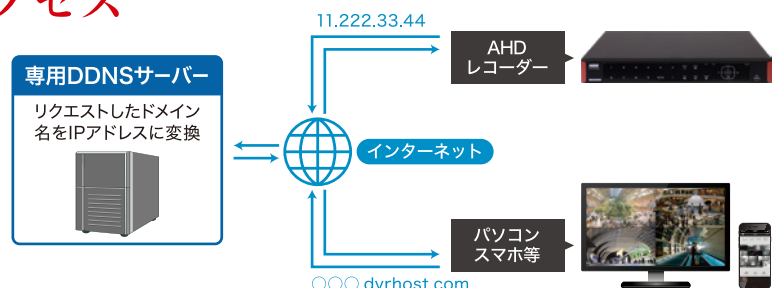 クセス
11.222.33.44
専用DDNSサーバー
リクエストしたドメイン
名をIPアドレスに変換
AHD
レコーダー
インターネット
パソコン
スマホ等
○○○.dvrhost.com